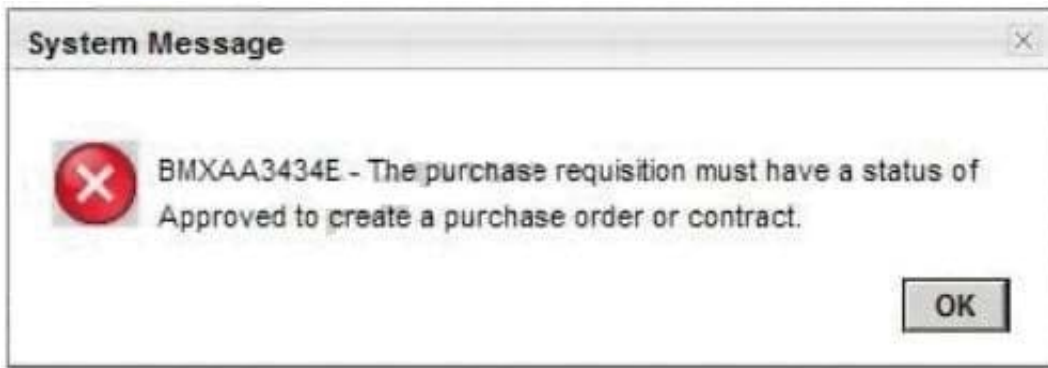 System Message
BMXAA3434E - The purchase requisition must have a status of
Approved to create a purchase order or contract.
OK